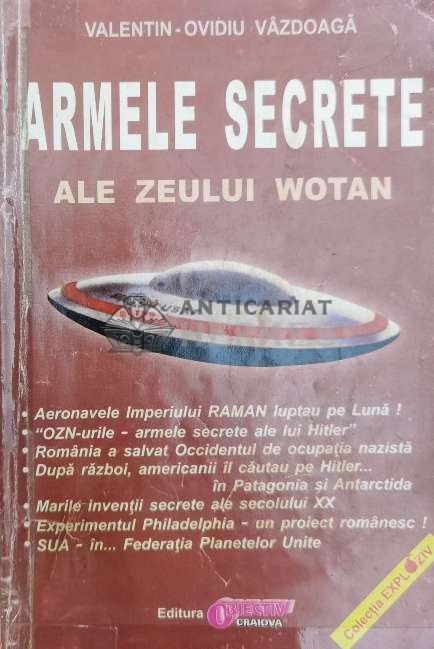 VALENTIN-OVIDIU VÂZDOAGĂ
ARMELE SECRETE
ALE ZEULUI WOTAN
ANTICARIAT
• Aeronavele Imperiului RAMAN luptau pe Lună !
• "OZN-urile - armele secrete ale lui Hitler"
• România a salvat Occidentul de ocupația nazistă
• După război, americanii îl căutau pe Hitler...
în Patagonia și Antarctida
• Marile invenții secrete ale secolului XX
• Experimentul Philadelphia - un proiect românesc !
• SUA - în... Federația Planetelor Unite
Colecția EXPLOZIV
Editura OBIECTIV
CRAIOVA